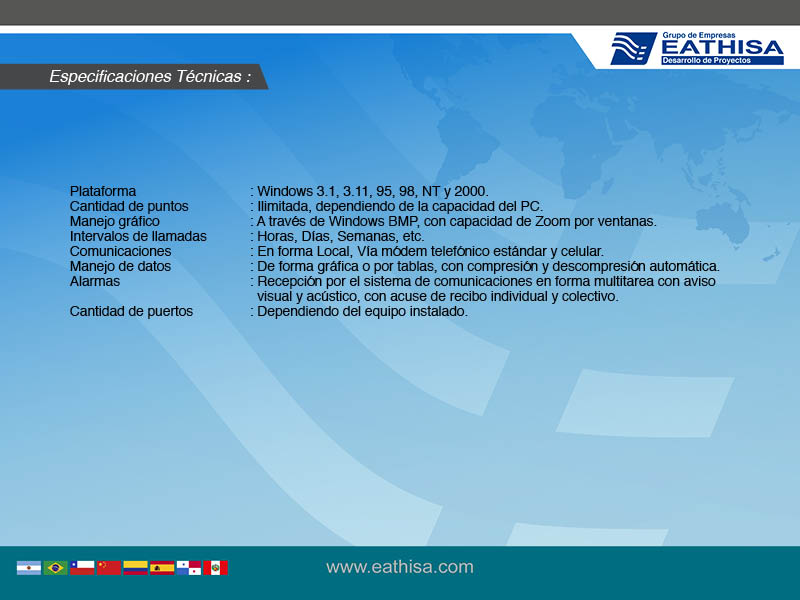 Grupo de Empresas
EATHISA
Desarrollo de Proyectos
Especificaciones Técnicas :
Plataforma : Windows 3.1, 3.11, 95, 98, NT y 2000.
Cantidad de puntos : Ilimitada, dependiendo de la capacidad del PC.
Manejo gráfico : A través de Windows BMP, con capacidad de Zoom por ventanas.
Intervalos de llamadas : Horas, Días, Semanas, etc.
Comunicaciones : En forma Local, Vía módem telefónico estándar y celular.
Manejo de datos : De forma gráfica o por tablas, con compresión y descompresión automática.
Alarmas : Recepción por el sistema de comunicaciones en forma multitarea con aviso
visual y acústico, con acuse de recibo individual y colectivo.
Cantidad de puertos : Dependiendo del equipo instalado.
www.eathisa.com